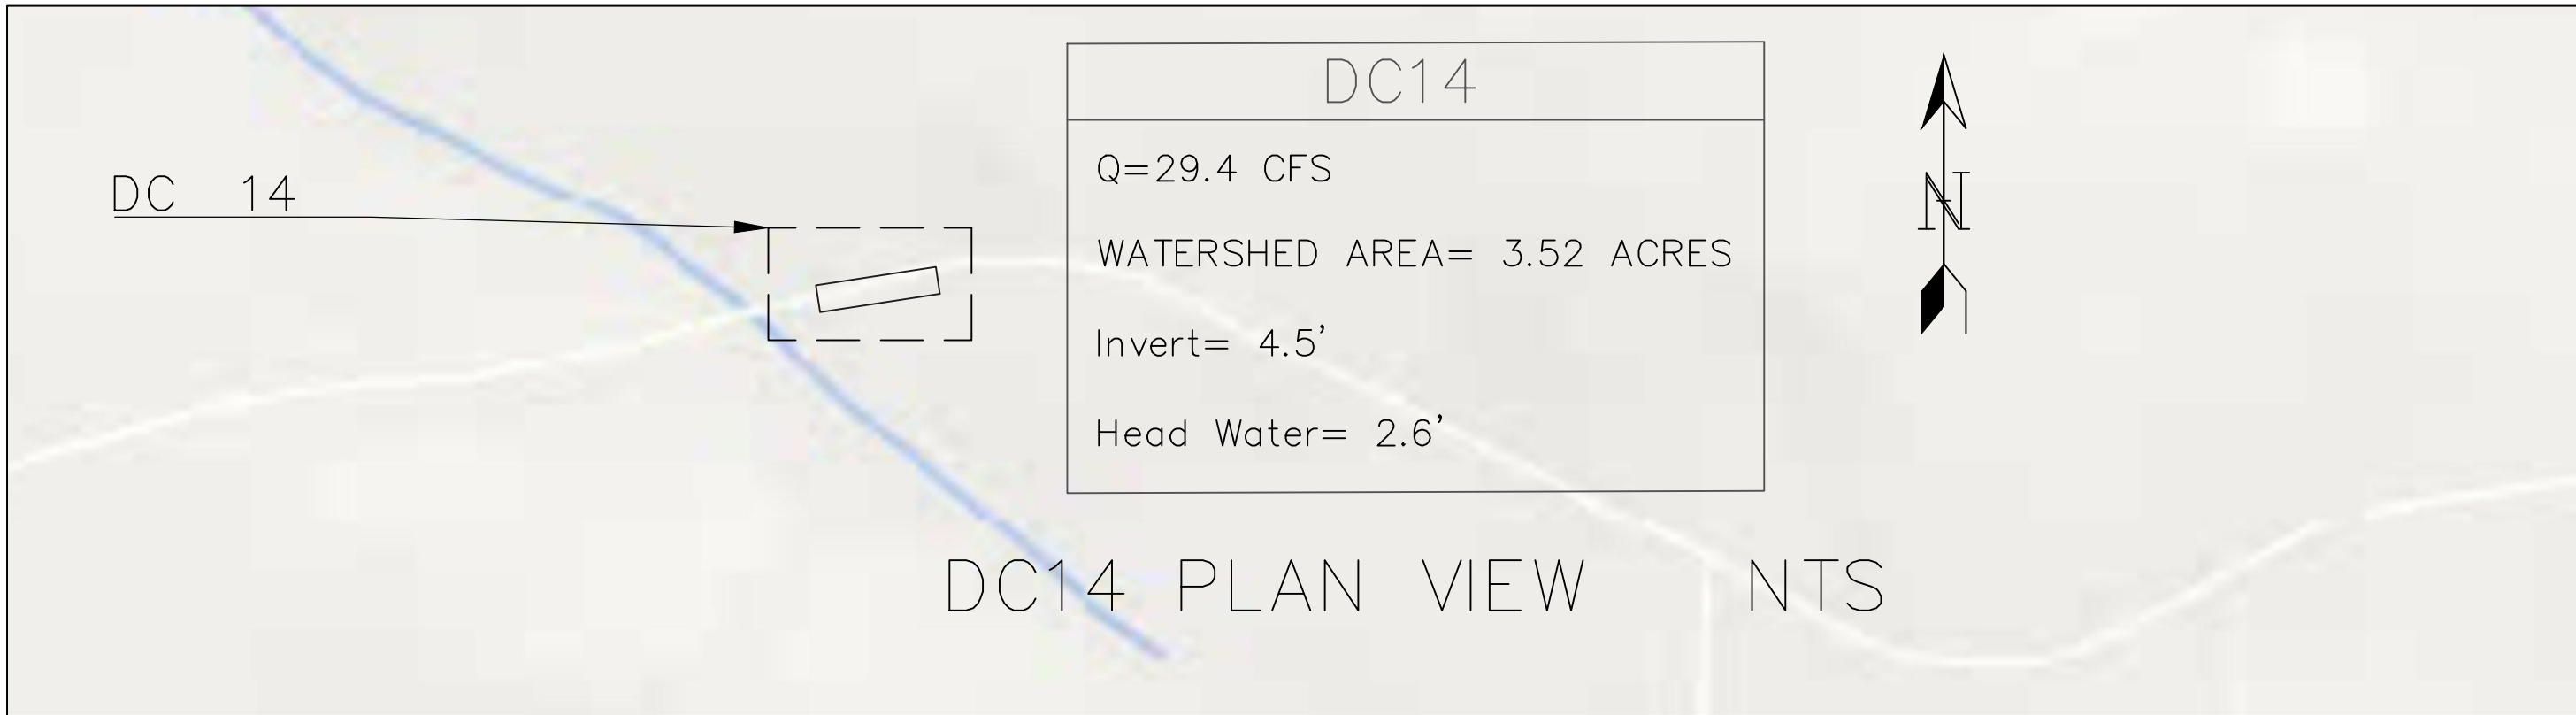 DC14
Q=29.4 CFS
DC 14
WATERSHED AREA= 3.52 ACRES
Invert= 4.5'
Head Water= 2.6'
N
DC14 PLAN VIEW NTS